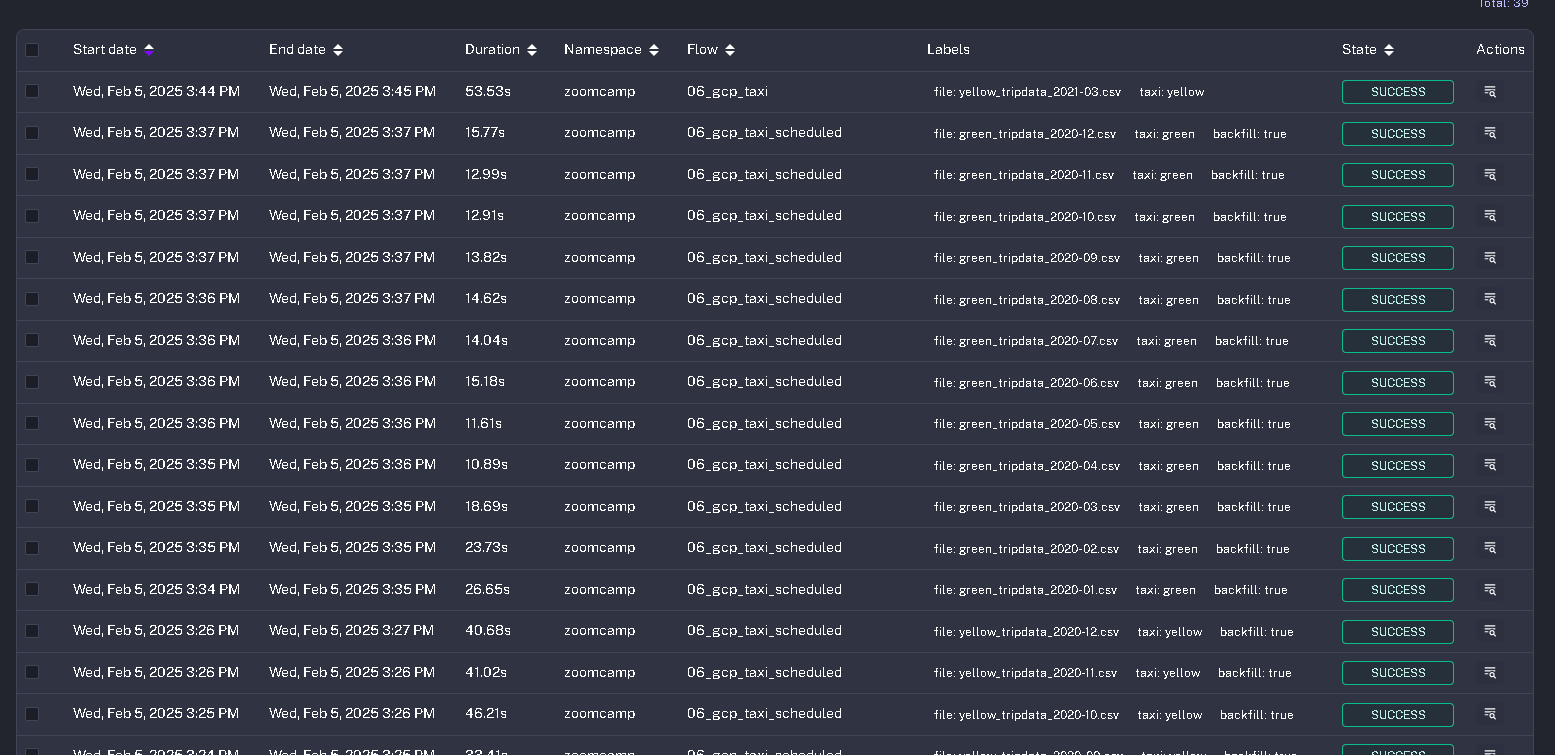 Total: 39
Start date End date Duration Namespace Flow Labels State Actions
Wed, Feb 5, 2025 3:44 PM Wed, Feb 5, 2025 3:45 PM 53.53s zoomcamp 06_gcp_taxi file: yellow_tripdata_2021-03.csv taxi: yellow SUCCESS
Wed, Feb 5, 2025 3:37 PM Wed, Feb 5, 2025 3:37 PM 15.77s zoomcamp 06_gcp_taxi_scheduled file: green_tripdata_2020-12.csv taxi: green backfill: true SUCCESS
Wed, Feb 5, 2025 3:37 PM Wed, Feb 5, 2025 3:37 PM 12.99s zoomcamp 06_gcp_taxi_scheduled file: green_tripdata_2020-11.csv taxi: green backfill: true SUCCESS
Wed, Feb 5, 2025 3:37 PM Wed, Feb 5, 2025 3:37 PM 12.91s zoomcamp 06_gcp_taxi_scheduled file: green_tripdata_2020-10.csv taxi: green backfill: true SUCCESS
Wed, Feb 5, 2025 3:37 PM Wed, Feb 5, 2025 3:37 PM 13.82s zoomcamp 06_gcp_taxi_scheduled file: green_tripdata_2020-09.csv taxi: green backfill: true SUCCESS
Wed, Feb 5, 2025 3:36 PM Wed, Feb 5, 2025 3:37 PM 14.62s zoomcamp 06_gcp_taxi_scheduled file: green_tripdata_2020-08.csv taxi: green backfill: true SUCCESS
Wed, Feb 5, 2025 3:36 PM Wed, Feb 5, 2025 3:36 PM 14.04s zoomcamp 06_gcp_taxi_scheduled file: green_tripdata_2020-07.csv taxi: green backfill: true SUCCESS
Wed, Feb 5, 2025 3:36 PM Wed, Feb 5, 2025 3:36 PM 15.18s zoomcamp 06_gcp_taxi_scheduled file: green_tripdata_2020-06.csv taxi: green backfill: true SUCCESS
Wed, Feb 5, 2025 3:36 PM Wed, Feb 5, 2025 3:36 PM 11.61s zoomcamp 06_gcp_taxi_scheduled file: green_tripdata_2020-05.csv taxi: green backfill: true SUCCESS
Wed, Feb 5, 2025 3:35 PM Wed, Feb 5, 2025 3:36 PM 10.89s zoomcamp 06_gcp_taxi_scheduled file: green_tripdata_2020-04.csv taxi: green backfill: true SUCCESS
Wed, Feb 5, 2025 3:35 PM Wed, Feb 5, 2025 3:35 PM 18.69s zoomcamp 06_gcp_taxi_scheduled file: green_tripdata_2020-03.csv taxi: green backfill: true SUCCESS
Wed, Feb 5, 2025 3:35 PM Wed, Feb 5, 2025 3:35 PM 23.73s zoomcamp 06_gcp_taxi_scheduled file: green_tripdata_2020-02.csv taxi: green backfill: true SUCCESS
Wed, Feb 5, 2025 3:34 PM Wed, Feb 5, 2025 3:35 PM 26.65s zoomcamp 06_gcp_taxi_scheduled file: green_tripdata_2020-01.csv taxi: green backfill: true SUCCESS
Wed, Feb 5, 2025 3:26 PM Wed, Feb 5, 2025 3:27 PM 40.68s zoomcamp 06_gcp_taxi_scheduled file: yellow_tripdata_2020-12.csv taxi: yellow backfill: true SUCCESS
Wed, Feb 5, 2025 3:26 PM Wed, Feb 5, 2025 3:26 PM 41.02s zoomcamp 06_gcp_taxi_scheduled file: yellow_tripdata_2020-11.csv taxi: yellow backfill: true SUCCESS
Wed, Feb 5, 2025 3:25 PM Wed, Feb 5, 2025 3:26 PM 46.21s zoomcamp 06_gcp_taxi_scheduled file: yellow_tripdata_2020-10.csv taxi: yellow backfill: true SUCCESS